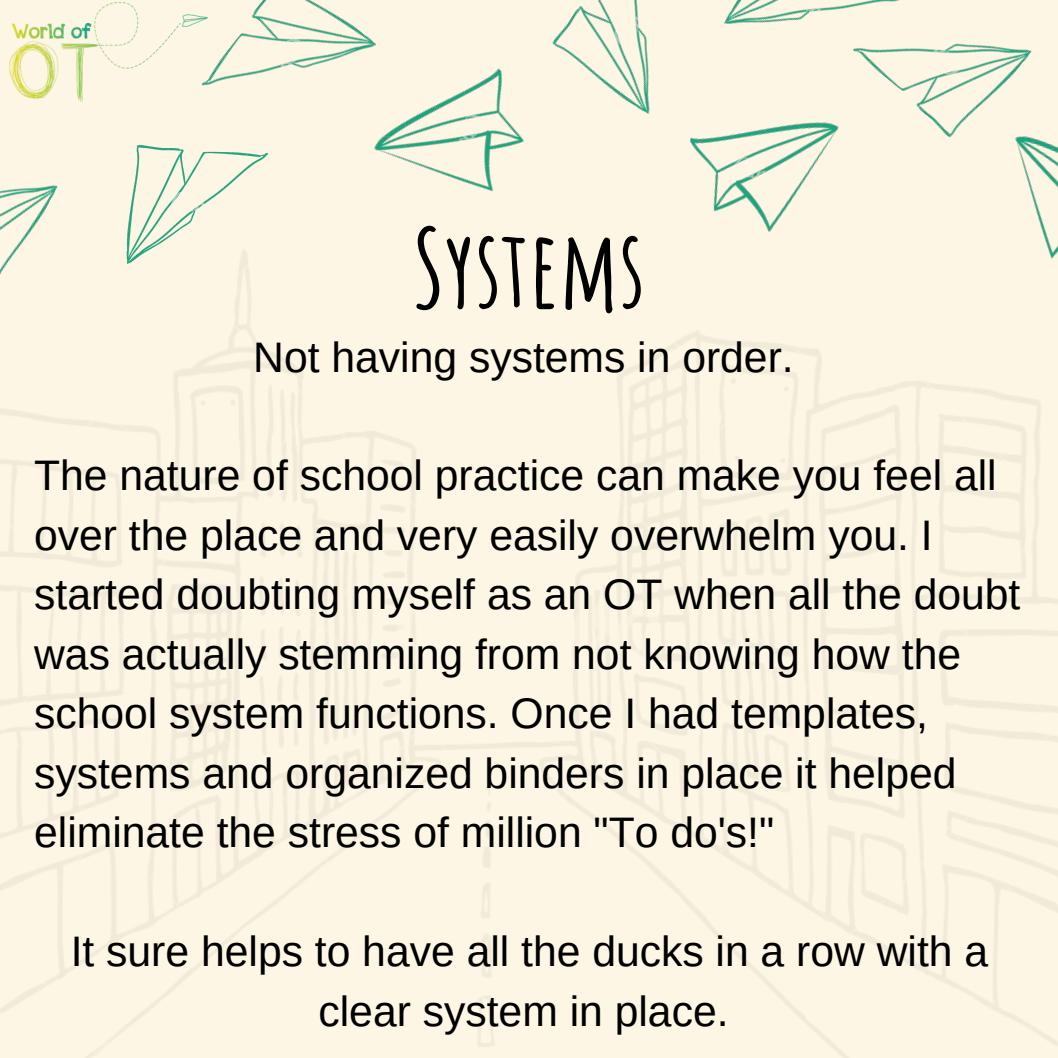 World of
OT
SYSTEMS
Not having systems in order.
The nature of school practice can make you feel all
over the place and very easily overwhelm you. I
started doubting myself as an OT when all the doubt
was actually stemming from not knowing how the
school system functions. Once I had templates,
systems and organized binders in place it helped
eliminate the stress of million "To do's!"
It sure helps to have all the ducks in a row with a
clear system in place.